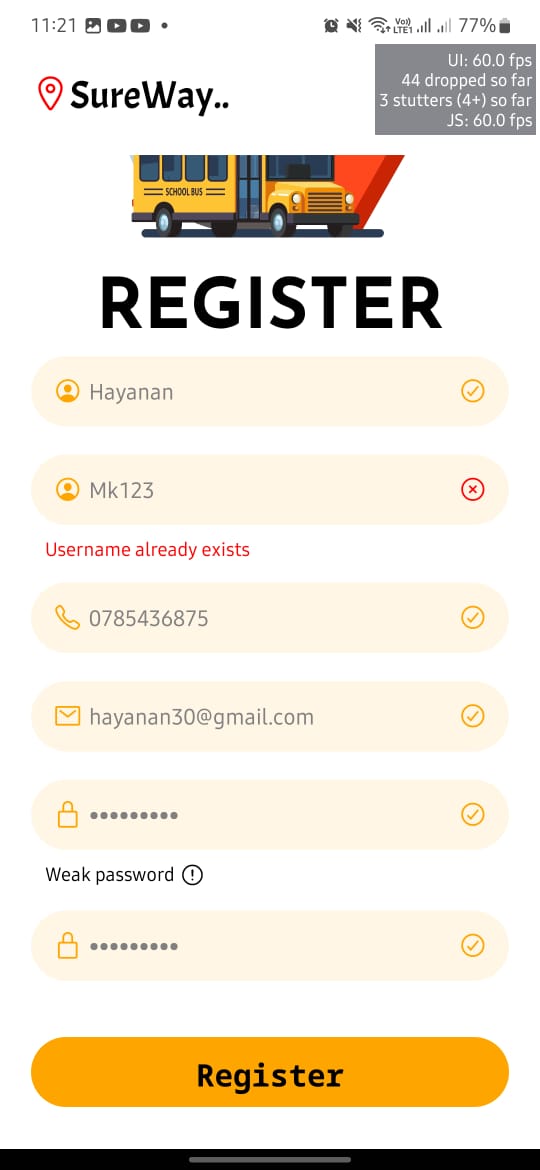 11:21
Vo))
LTE1
77%
UI: 60.0 fps
44 dropped so far
3 stutters (4+) so far
JS: 60.0 fps
SureWay..
SCHOOL BUS
REGISTER
Hayanan
Mk123
Username already exists
0785436875
hayanan30@gmail.com
•••••••••
Weak password
•••••••••
Register